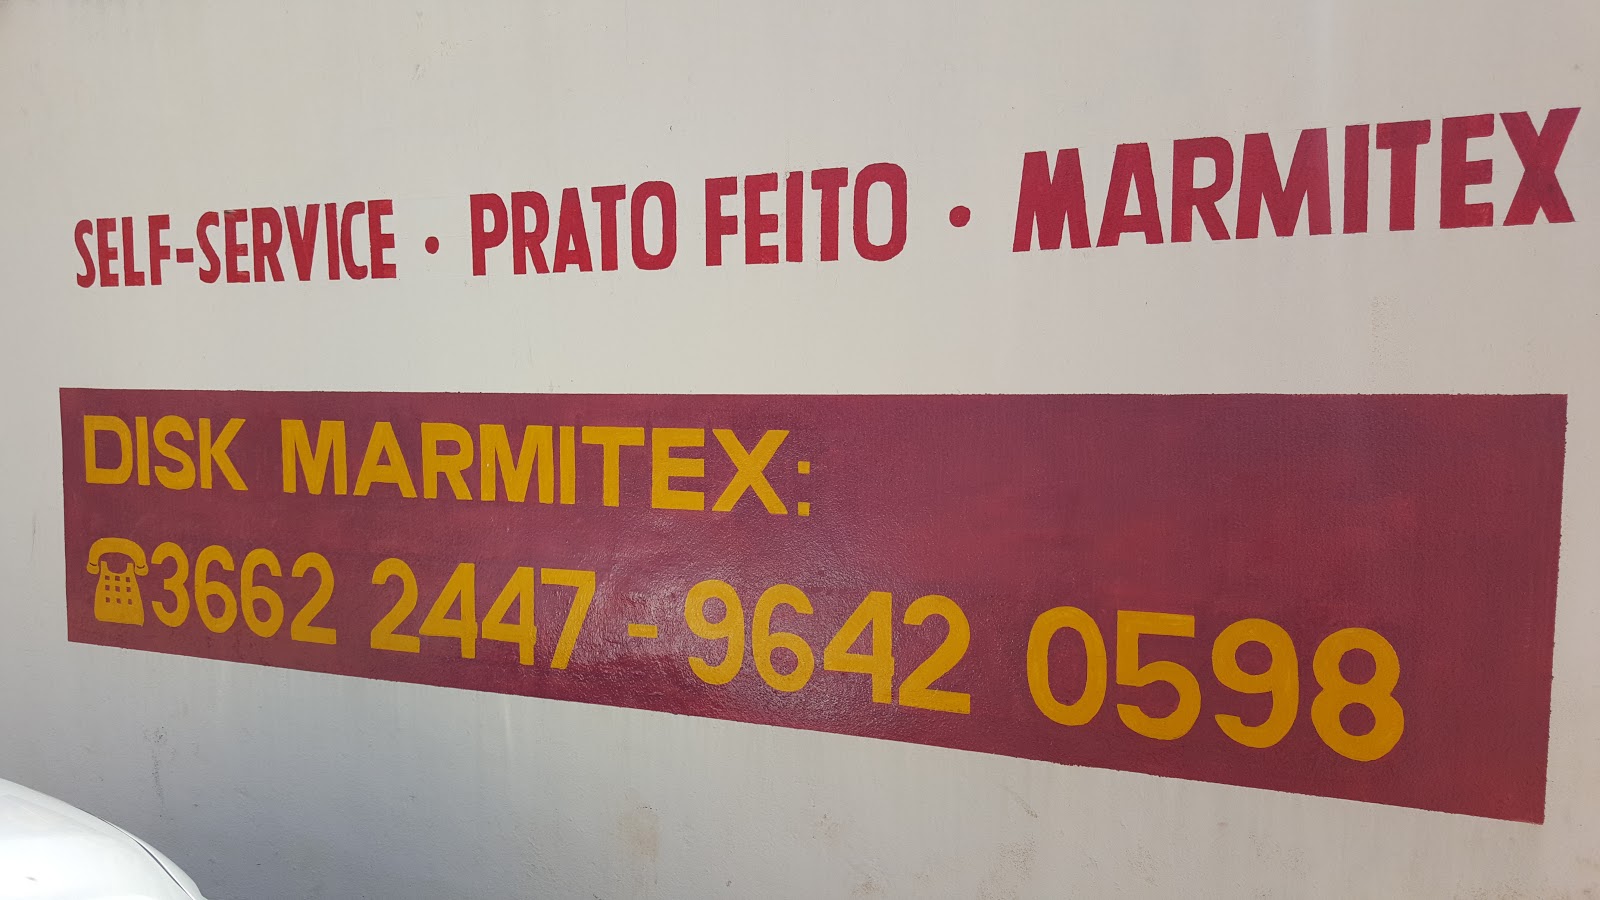 SELF-SERVICE • PRATO FEITO • MARMITEX
DISK MARMITEX:
☎3662 2447 - 9642 0598